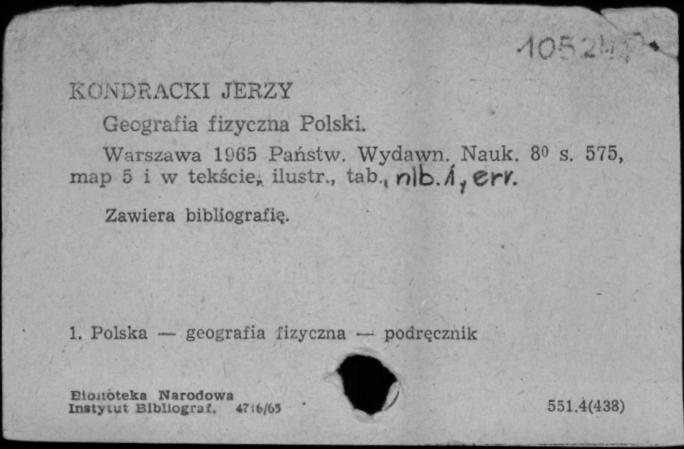 KONDRACKI JERZY
Geografia fizyczna Polski.
Warszawa 1965 Państw. Wydawn. Nauk. 8⁰ s. 575,
map 5 i w tekście, ilustr., tab., nlb. 1, err.
Zawiera bibliografię.
1. Polska — geografia fizyczna — podręcznik
Biblioteka Narodowa
Instytut Bibliograf. 4716/65
551.4(438)